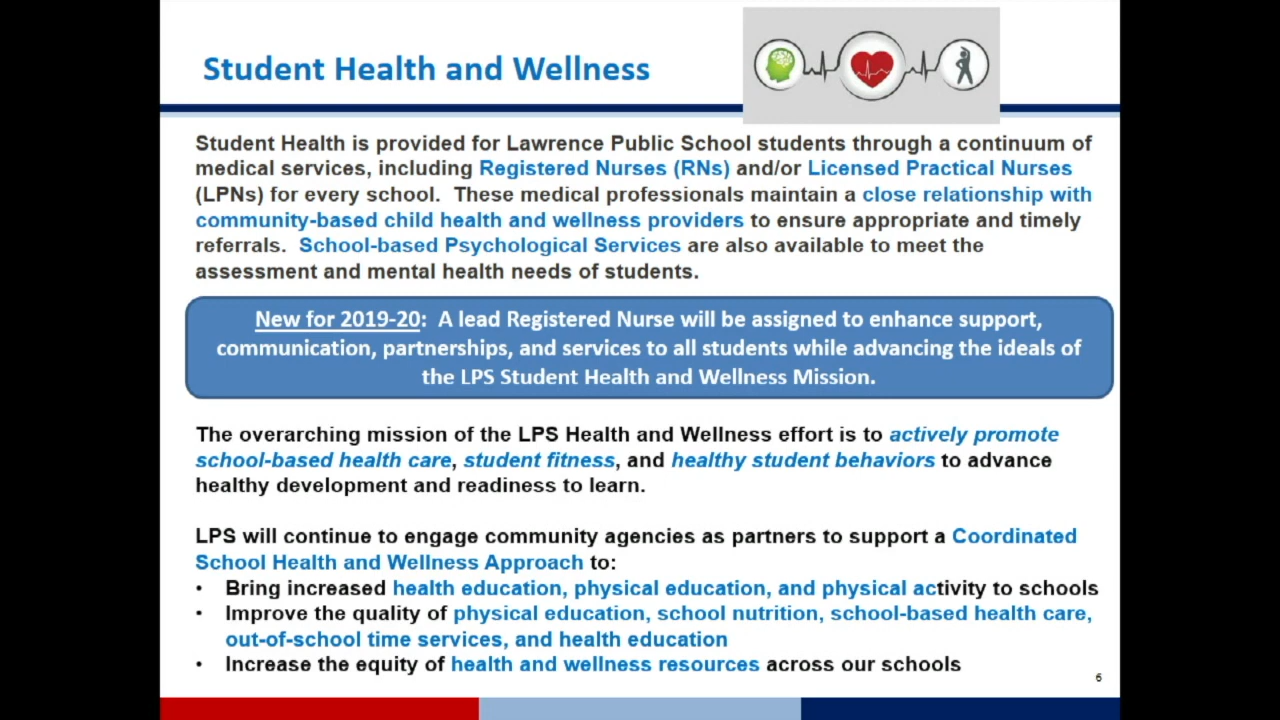 Student Health and Wellness
Student Health is provided for Lawrence Public School students through a continuum of
medical services, including Registered Nurses (RNs) and/or Licensed Practical Nurses
(LPNs) for every school.  These medical professionals maintain a close relationship with
community-based child health and wellness providers to ensure appropriate and timely
referrals.  School-based Psychological Services are also available to meet the
assessment and mental health needs of students.
New for 2019-20:  A lead Registered Nurse will be assigned to enhance support,
communication, partnerships, and services to all students while advancing the ideals of
the LPS Student Health and Wellness Mission.
The overarching mission of the LPS Health and Wellness effort is to actively promote
school-based health care, student fitness, and healthy student behaviors to advance
healthy development and readiness to learn.
LPS will continue to engage community agencies as partners to support a Coordinated
School Health and Wellness Approach to:
• Bring increased health education, physical education, and physical activity to schools
• Improve the quality of physical education, school nutrition, school-based health care,
out-of-school time services, and health education
• Increase the equity of health and wellness resources across our schools
6